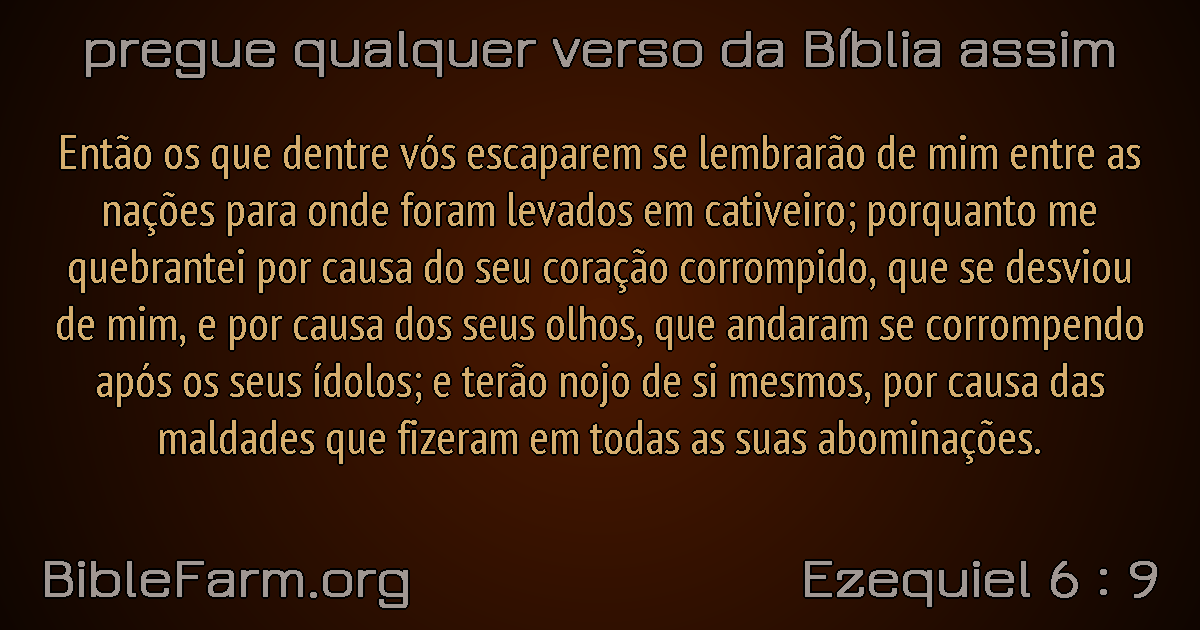 pregue qualquer verso da Bíblia assim
Então os que dentre vós escaparem se lembrarão de mim entre as
nações para onde foram levados em cativeiro; porquanto me
quebrantei por causa do seu coração corrompido, que se desviou
de mim, e por causa dos seus olhos, que andaram se corrompendo
após os seus ídolos; e terão nojo de si mesmos, por causa das
maldades que fizeram em todas as suas abominações.
BibleFarm.org
Ezequiel 6 : 9